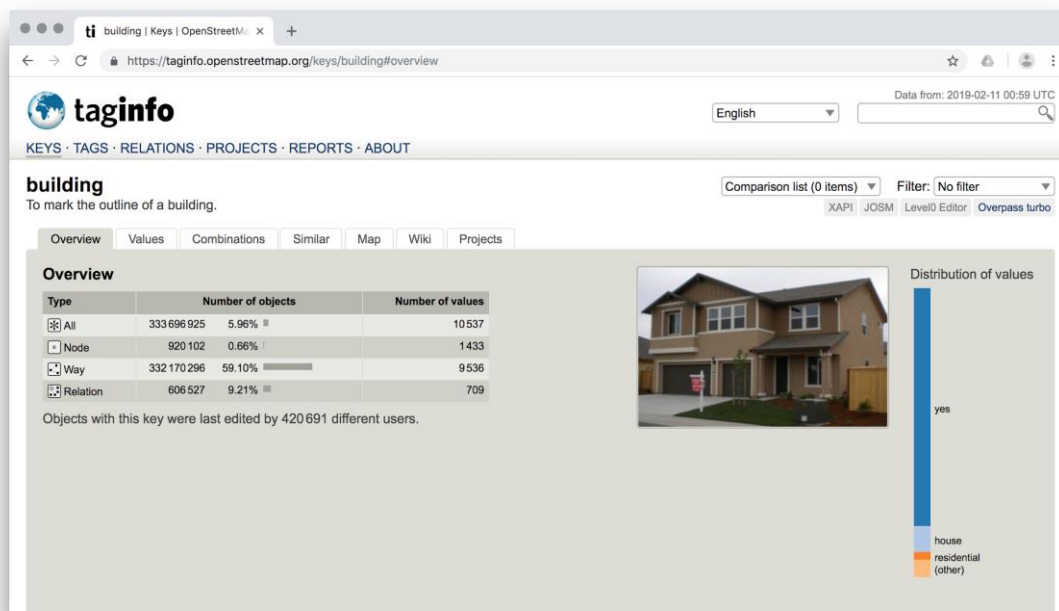 ti building | Keys | OpenStreetMa
https://taginfo.openstreetmap.org/keys/building#overview
taginfo
Data from: 2019-02-11 00:59 UTC
English
KEYS · TAGS · RELATIONS · PROJECTS · REPORTS · ABOUT
building
To mark the outline of a building.
Comparison list (0 items) Filter: No filter
XAPI JOSM Level0 Editor Overpass turbo
Overview Values Combinations Similar Map Wiki Projects
Overview
Type Number of objects Number of values
All 333 696 925 5.96% 10 537
Node 920 102 0.66% 1 433
Way 332 170 296 59.10% 9 536
Relation 606 527 9.21% 709
Objects with this key were last edited by 420 691 different users.
Distribution of values
yes
house
residential
(other)